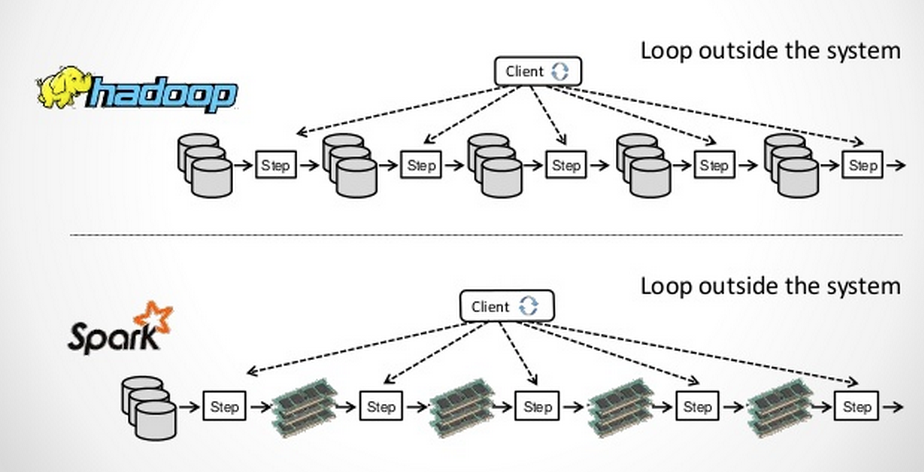 Loop outside the system
Client
hadoop
Step Step Step Step Step
Loop outside the system
Client
Spark
Step Step Step Step Step